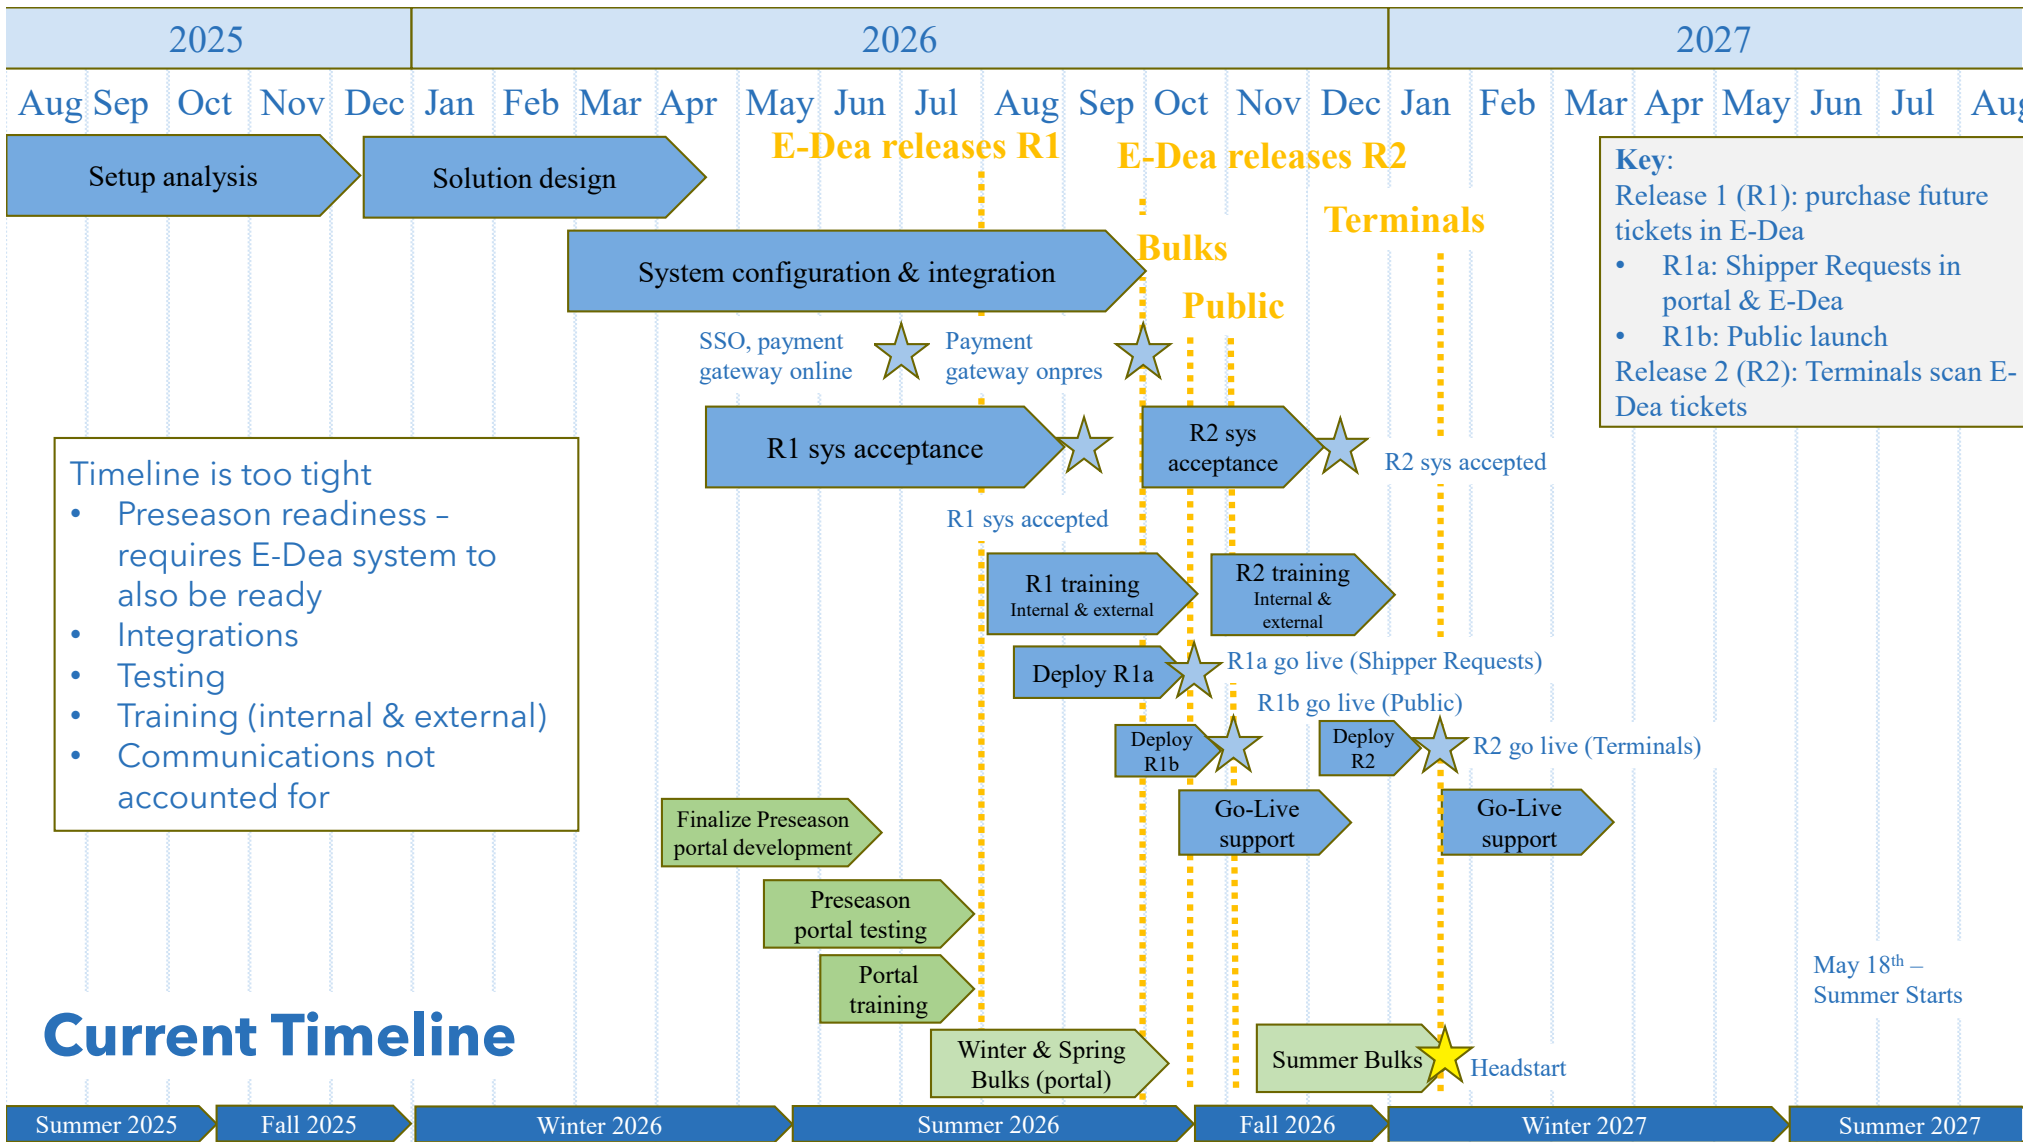 2025
2026
2027
Aug Sep Oct Nov Dec Jan Feb Mar Apr May Jun Jul Aug Sep Oct Nov Dec Jan Feb Mar Apr May Jun Jul Aug
E-Dea releases R1
E-Dea releases R2
Setup analysis
Solution design
Terminals
Bulks
System configuration & integration
Public
Key:
Release 1 (R1): purchase future
tickets in E-Dea
• R1a: Shipper Requests in
portal & E-Dea
• R1b: Public launch
Release 2 (R2): Terminals scan E-
Dea tickets
SSO, payment
gateway online
Payment
gateway onpres
R1 sys acceptance
R2 sys
acceptance
R2 sys accepted
R1 sys accepted
Timeline is too tight
• Preseason readiness –
requires E-Dea system to
also be ready
• Integrations
• Testing
• Training (internal & external)
• Communications not
accounted for
R1 training
Internal & external
R2 training
Internal &
external
Deploy R1a
R1a go live (Shipper Requests)
R1b go live (Public)
Deploy
R1b
Deploy
R2
R2 go live (Terminals)
Finalize Preseason
portal development
Go-Live
support
Go-Live
support
Preseason
portal testing
Portal
training
May 18th –
Summer Starts
Current Timeline
Winter & Spring
Bulks (portal)
Summer Bulks
Headstart
Summer 2025
Fall 2025
Winter 2026
Summer 2026
Fall 2026
Winter 2027
Summer 2027